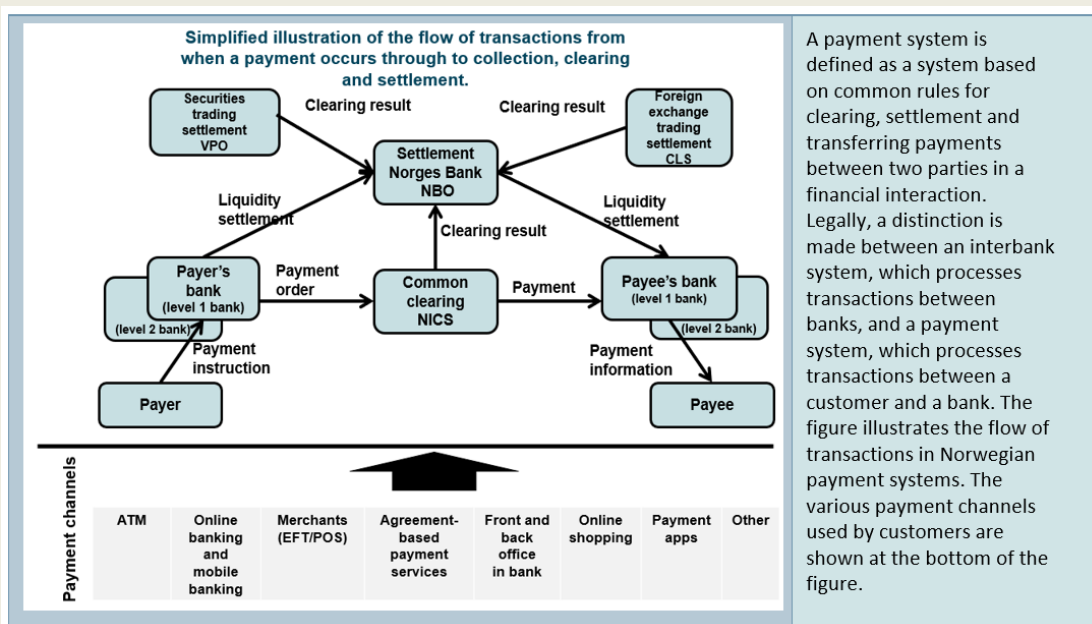 Simplified illustration of the flow of transactions from
when a payment occurs through to collection, clearing
and settlement.
Securities
trading
settlement
VPO
Clearing result
Clearing result
Foreign
exchange
trading
settlement
CLS
Settlement
Norges Bank
NBO
Liquidity
settlement
Liquidity
settlement
Clearing result
Payer's
bank
(level 1 bank)
(level 2 bank)
Payment
order
Common
clearing
NICS
Payment
Payee's bank
(level 1 bank)
(level 2 bank)
Payment
instruction
Payment
information
Payer
Payee
Payment channels
ATM
Online
banking
and
mobile
banking
Merchants
(EFT/POS)
Agreement-
based
payment
services
Front and
back
office
in bank
Online
shopping
Payment
apps
Other
A payment system is
defined as a system based
on common rules for
clearing, settlement and
transferring payments
between two parties in a
financial interaction.
Legally, a distinction is
made between an interbank
system, which processes
transactions between
banks, and a payment
system, which processes
transactions between a
customer and a bank. The
figure illustrates the flow of
transactions in Norwegian
payment systems. The
various payment channels
used by customers are
shown at the bottom of the
figure.